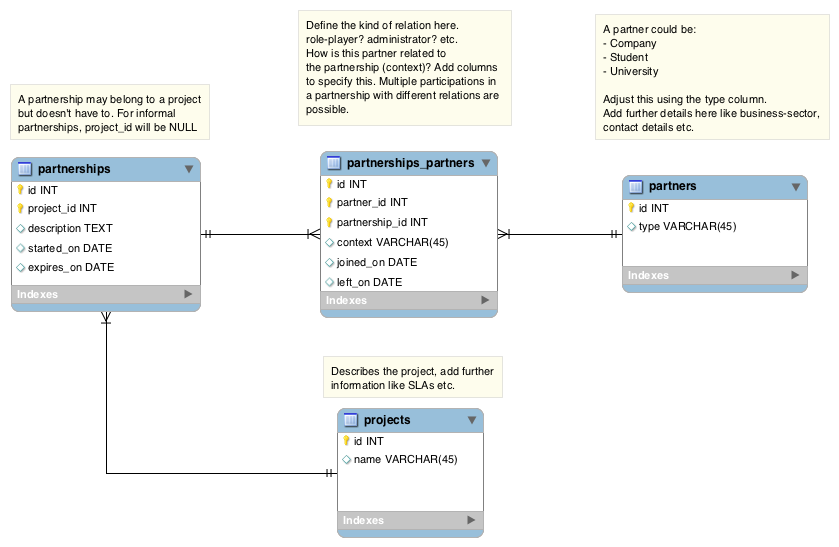 Define the kind of relation here.
role-player? administrator? etc.
How is this partner related to
the partnership (context)? Add columns
to specify this. Multiple participations in
a partnership with different relations are
possible.
A partner could be:
- Company
- Student
- University
Adjust this using the type column.
Add further details here like business-sector,
contact details etc.
A partnership may belong to a project
but doesn't have to. For informal
partnerships, project_id will be NULL
partnerships
id INT
project_id INT
description TEXT
started_on DATE
expires_on DATE
Indexes
partnerships_partners
id INT
partner_id INT
partnership_id INT
context VARCHAR(45)
joined_on DATE
left_on DATE
Indexes
partners
id INT
type VARCHAR(45)
Indexes
Describes the project, add further
information like SLAs etc.
projects
id INT
name VARCHAR(45)
Indexes